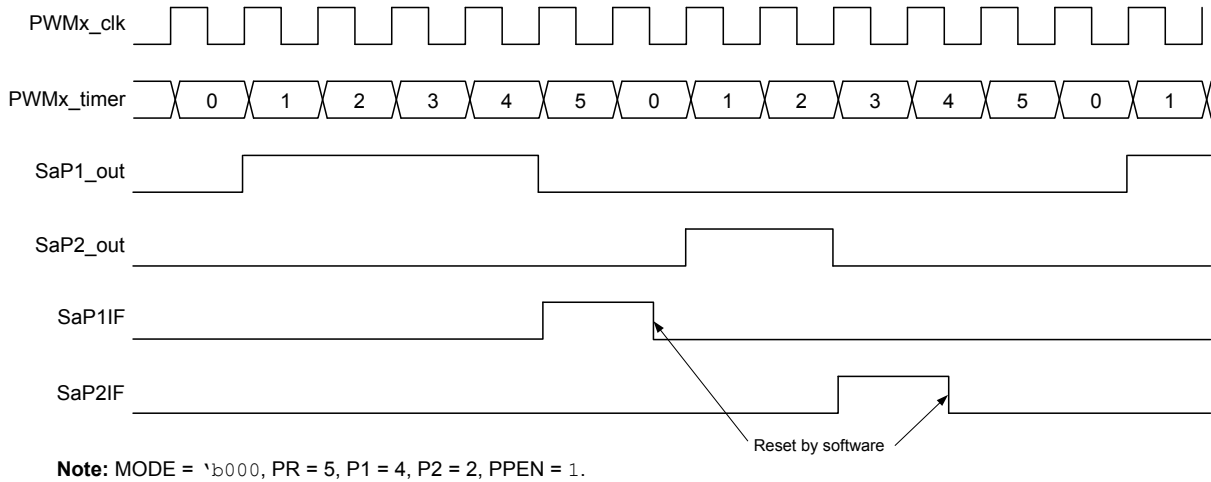 PWMx_clk
PWMx_timer 0 1 2 3 4 5 0 1 2 3 4 5 0 1
SaP1_out
SaP2_out
SaP1IF
SaP2IF
Reset by software
Note: MODE = ‘b000, PR = 5, P1 = 4, P2 = 2, PPEN = 1.